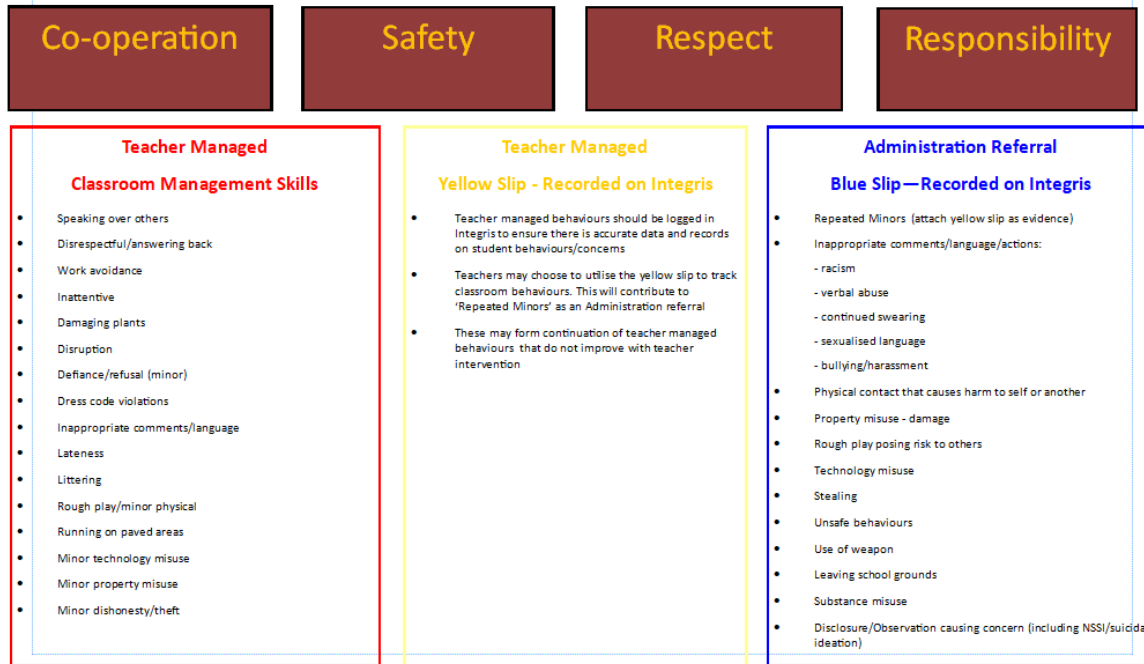 Co-operation
Safety
Respect
Responsibility
Teacher Managed
Classroom Management Skills
• Speaking over others
• Disrespectful/answering back
• Work avoidance
• Inattentive
• Damaging plants
• Disruption
• Defiance/refusal (minor)
• Dress code violations
• Inappropriate comments/language
• Lateness
• Littering
• Rough play/minor physical
• Running on paved areas
• Minor technology misuse
• Minor property misuse
• Minor dishonesty/theft
Teacher Managed
Yellow Slip - Recorded on Integris
• Teacher managed behaviours should be logged in
Integris to ensure there is accurate data and records
on student behaviours/concerns
• Teachers may choose to utilise the yellow slip to track
classroom behaviours. This will contribute to
‘Repeated Minors’ as an Administration referral
• These may form continuation of teacher managed
behaviours that do not improve with teacher
intervention
Administration Referral
Blue Slip—Recorded on Integris
• Repeated Minors (attach yellow slip as evidence)
• Inappropriate comments/language/actions:
- racism
- verbal abuse
- continued swearing
- sexualised language
- bullying/harassment
• Physical contact that causes harm to self or another
• Property misuse - damage
• Rough play posing risk to others
• Technology misuse
• Stealing
• Unsafe behaviours
• Use of weapon
• Leaving school grounds
• Substance misuse
• Disclosure/Observation causing concern (including NSSI/suicida
ideation)